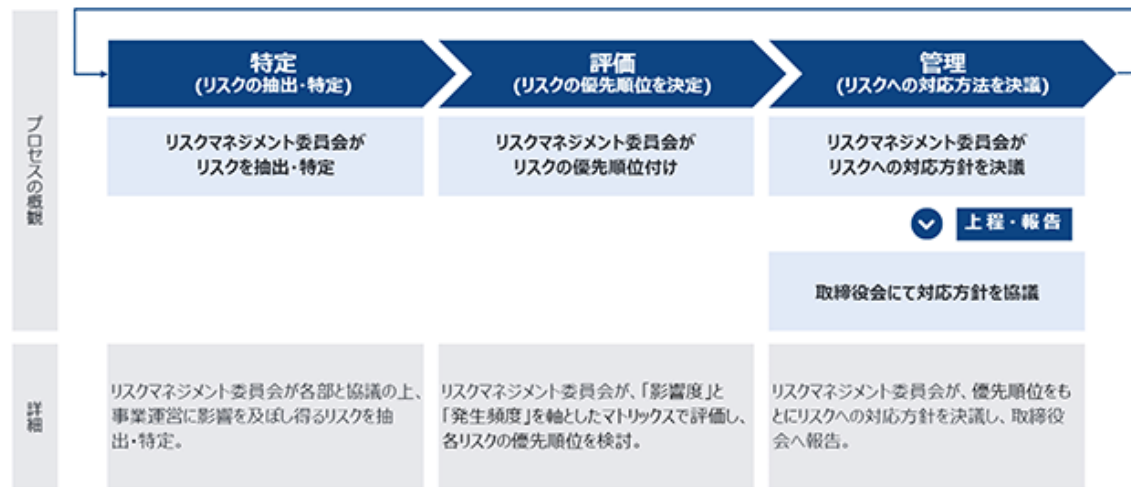 プロセスの概観
特定
(リスクの抽出・特定)
評価
(リスクの優先順位を決定)
管理
(リスクへの対応方法を決議)
リスクマネジメント委員会が
リスクを抽出・特定
リスクマネジメント委員会が
リスクの優先順位付け
リスクマネジメント委員会が
リスクへの対応方針を決議
上程・報告
取締役会にて対応方針を協議
詳細
リスクマネジメント委員会が各部と協議の上、
事業運営に影響を及ぼし得るリスクを抽
出・特定。
リスクマネジメント委員会が、「影響度」と
「発生頻度」を軸としたマトリックスで評価し、
各リスクの優先順位を検討。
リスクマネジメント委員会が、優先順位をも
とにリスクへの対応方針を決議し、取締役
会へ報告。